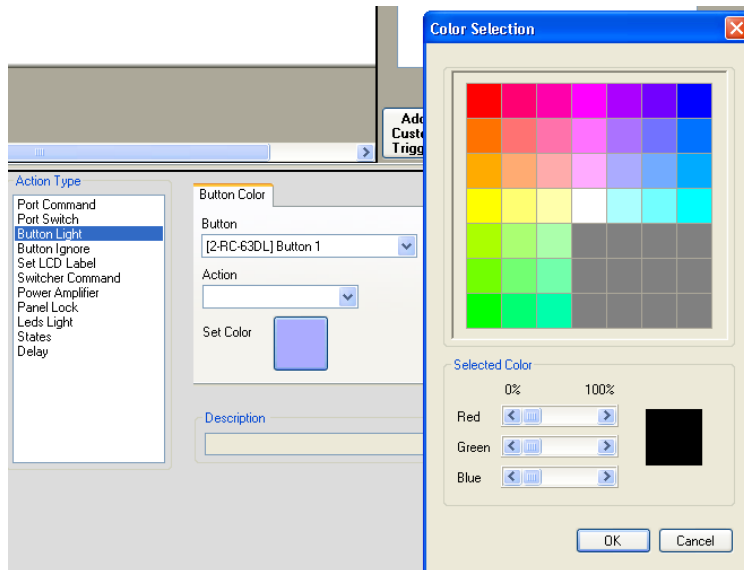 Color Selection
Add
Custo
Trigg
Action Type
Port Command
Port Switch
Button Light
Button Ignore
Set LCD Label
Switcher Command
Power Amplifier
Panel Lock
Leds Light
States
Delay
Button Color
Button
[2-RC-63DL] Button 1
Action
Set Color
Description
Selected Color
0% 100%
Red
Green
Blue
OK Cancel